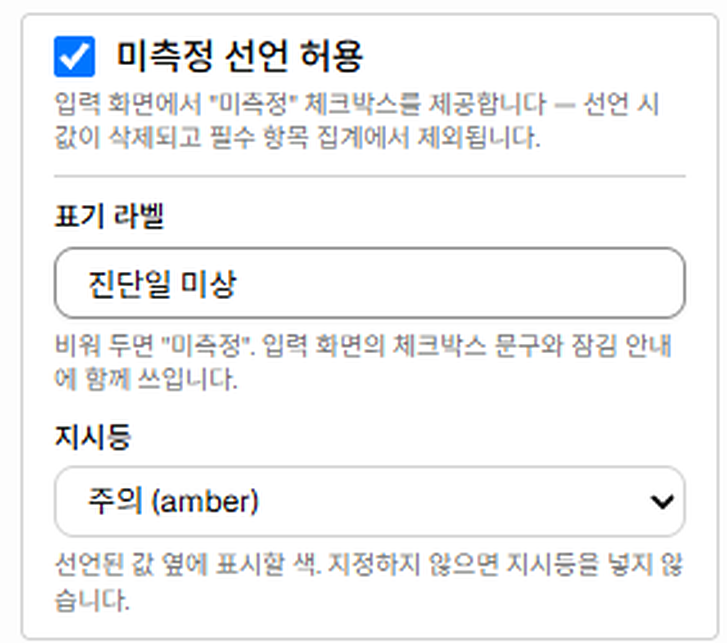 미측정 선언 허용
입력 화면에서 "미측정" 체크박스를 제공합니다 — 선언 시
값이 삭제되고 필수 항목 집계에서 제외됩니다.
표기 라벨
진단일 미상
비워 두면 "미측정". 입력 화면의 체크박스 문구와 잠김 안내
에 함께 쓰입니다.
지시등
주의 (amber)
선언된 값 옆에 표시할 색. 지정하지 않으면 지시등을 넣지 않
습니다.